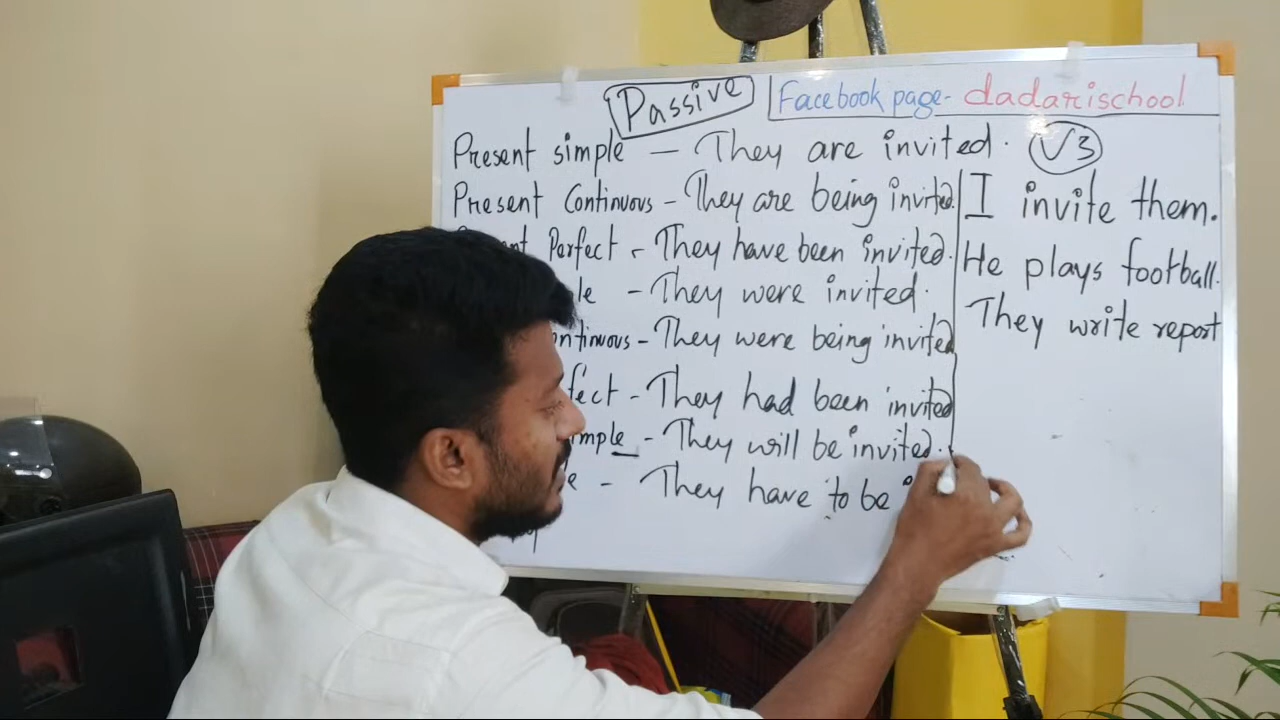 Passive
Facebook page- dadarischool
Present simple — They are invited. V3
Present Continuous - They are being invited.
Perfect - They have been invited.
- They were invited.
- They were being invited
- They had been invited
- They will be invited.
- They have to be
I invite them.
He plays football.
They write report